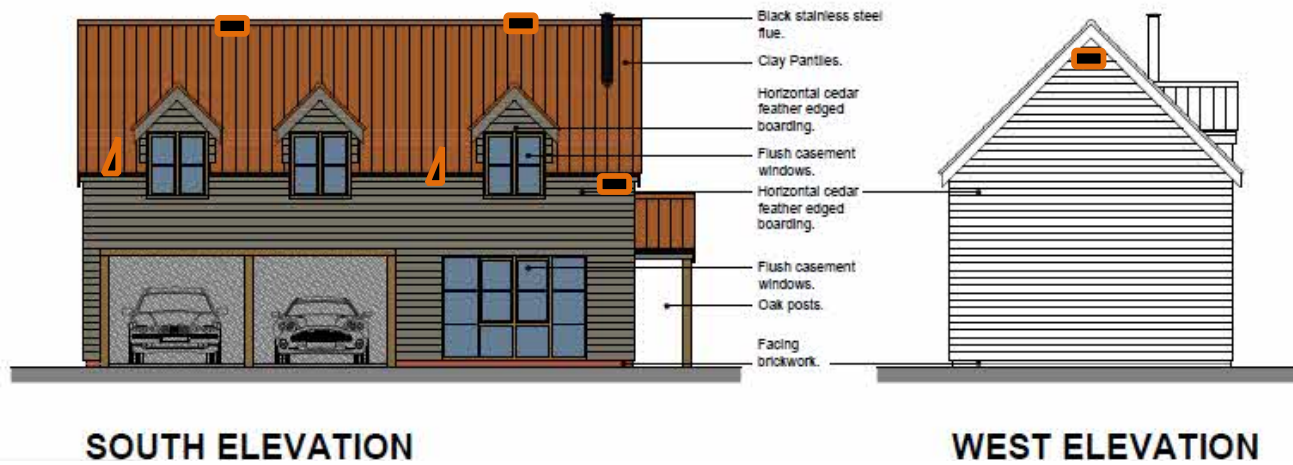 Black stainless steel
flue.
Clay Pantiles.
Horizontal cedar
feather edged
boarding.
Flush casement
windows.
Horizontal cedar
feather edged
boarding.
Flush casement
windows.
Oak posts.
Facing
brickwork.
SOUTH ELEVATION
WEST ELEVATION